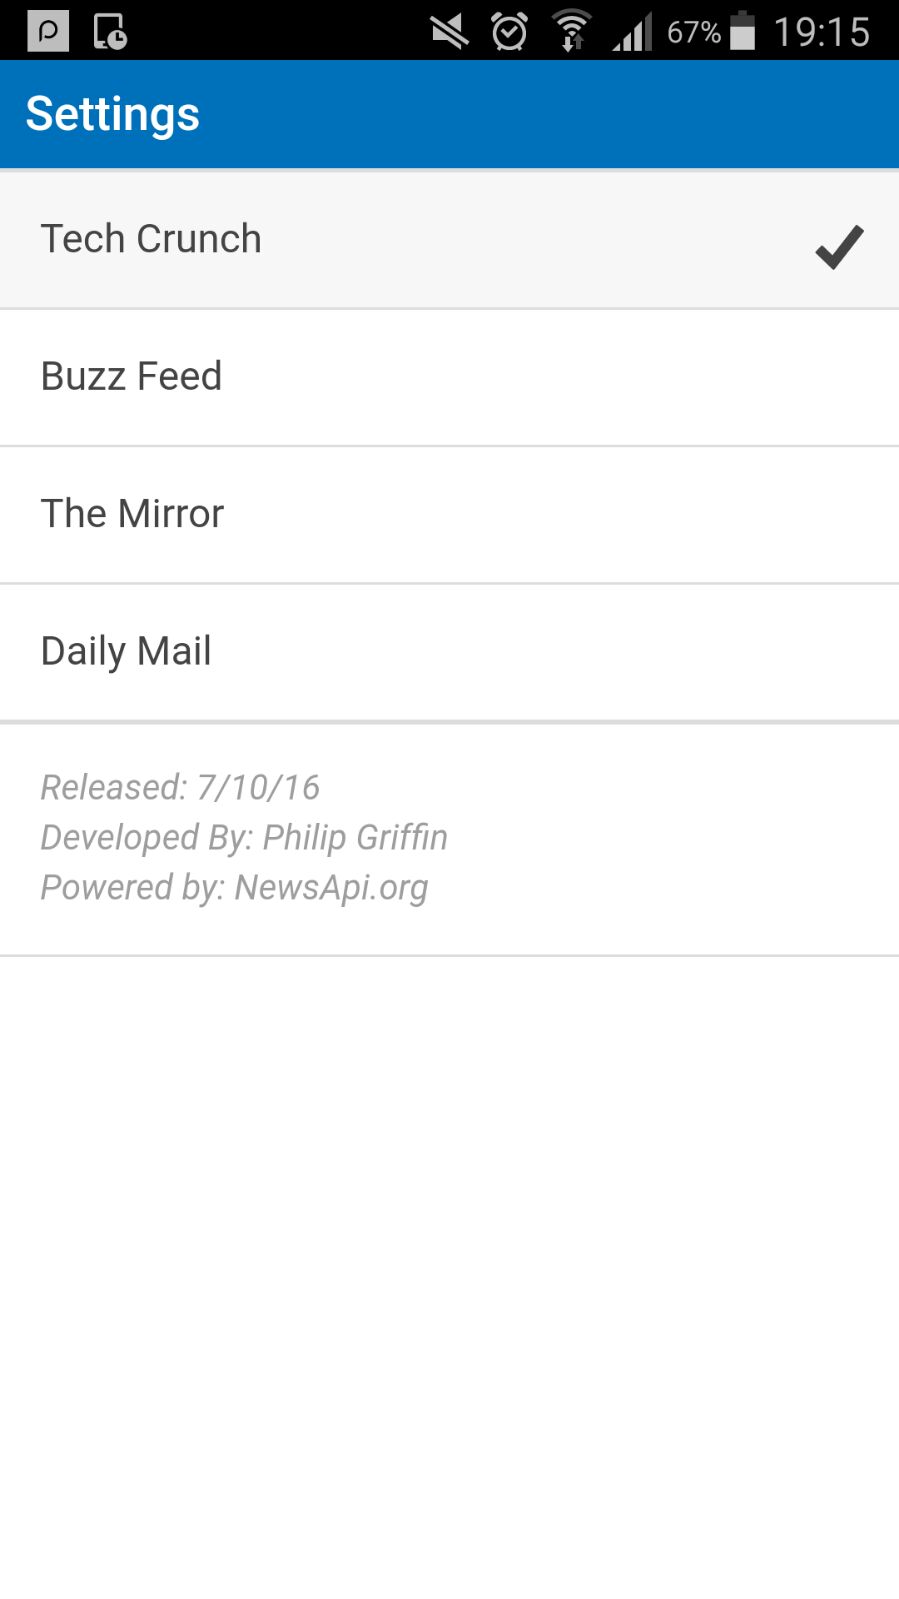 67% 19:15
Settings
Tech Crunch
Buzz Feed
The Mirror
Daily Mail
Released: 7/10/16
Developed By: Philip Griffin
Powered by: NewsApi.org